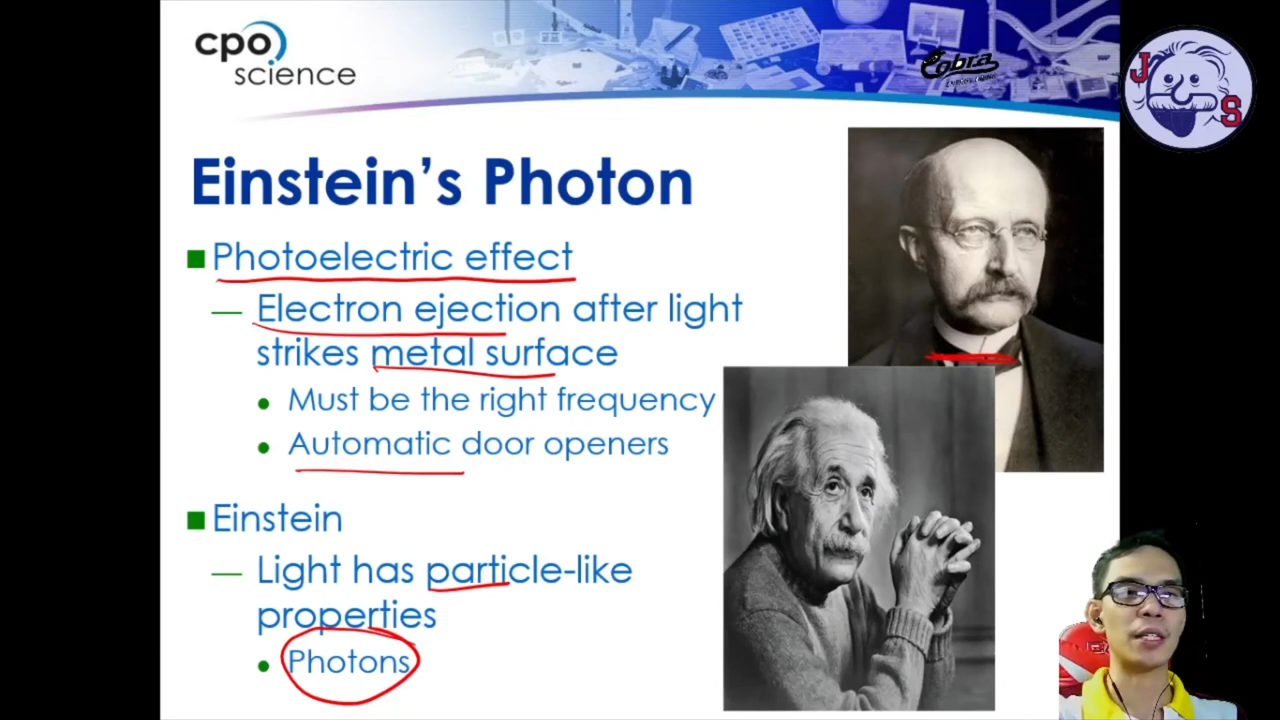 cpo
science
Cobra
J
S
Einstein's Photon
Photoelectric effect
Electron ejection after light
strikes metal surface
Must be the right frequency
Automatic door openers
Einstein
Light has particle-like
properties
Photons